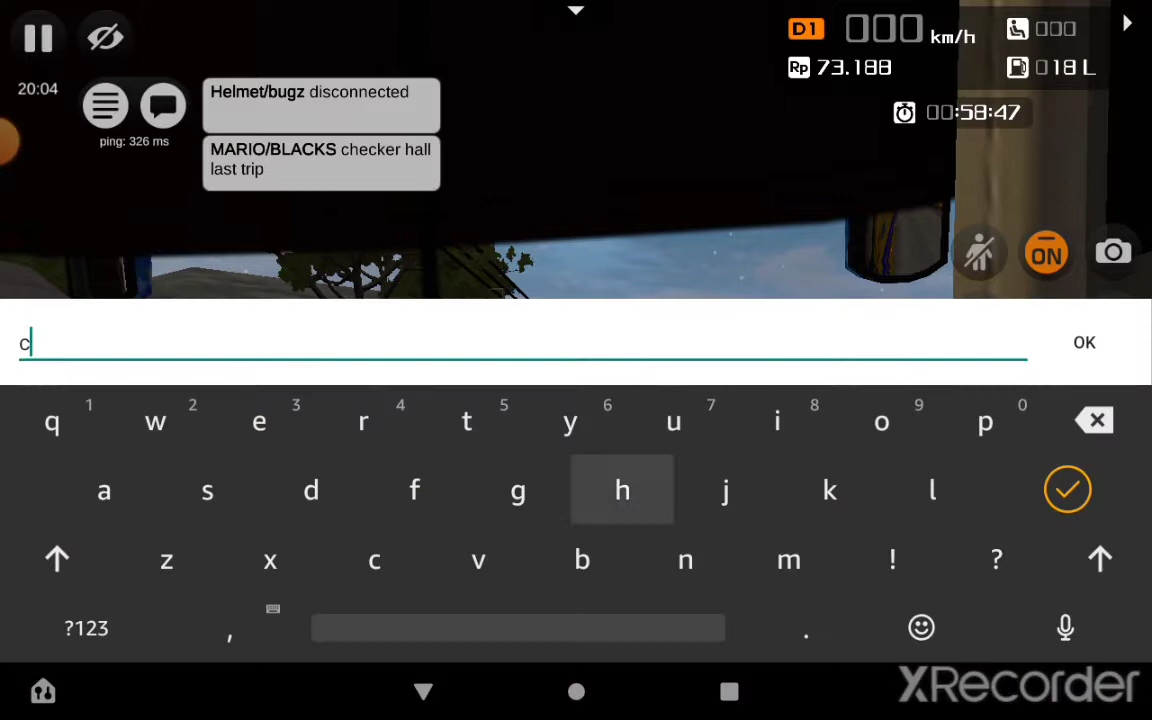 D1 000 km/h 000
20:04 Rp 73.188 018 L
Helmet/bugz disconnected
ping: 326 ms
MARIO/BLACKS checker hall
last trip
00:58:47
ON
c OK
1 2 3 4 5 6 7 8 9 0
q w e r t y u i o p
a s d f g h j k l
z x c v b n m ! ?
?123 , .
XRecorder